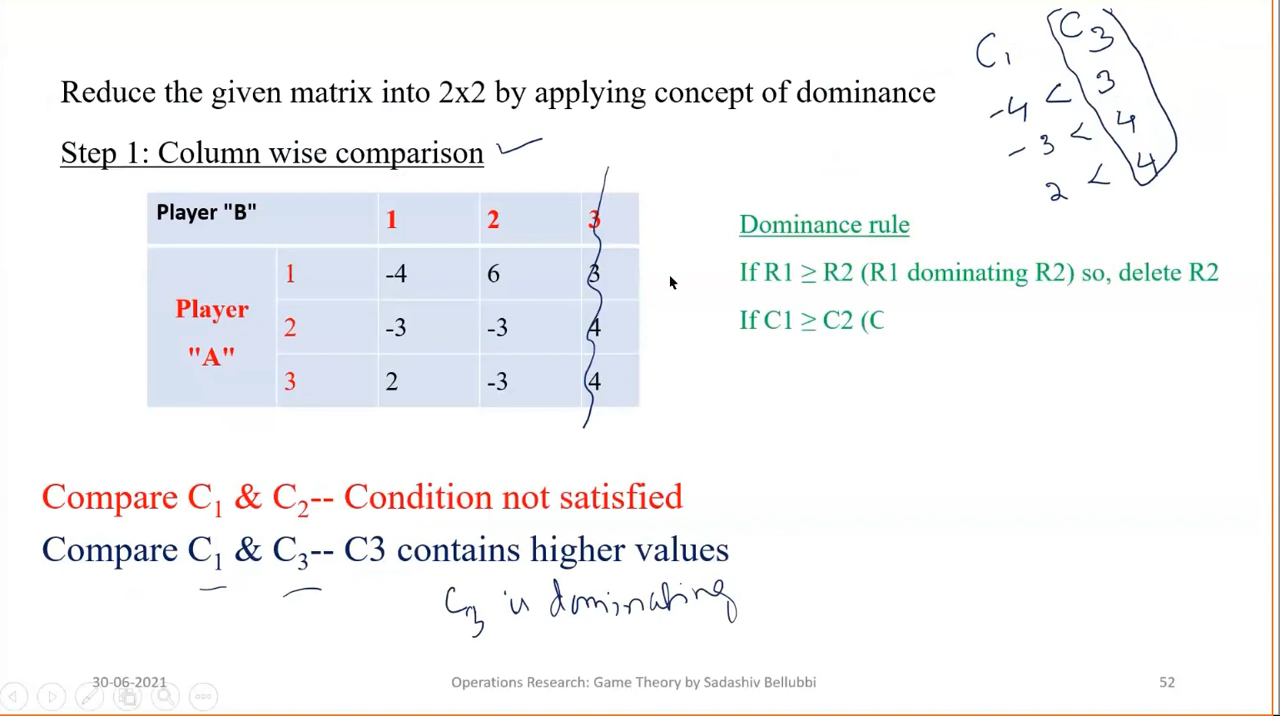 C1 C3
-4 < 3
-3 < 4
2 < 4
Reduce the given matrix into 2x2 by applying concept of dominance
Step 1: Column wise comparison
Player "B" 1 2 3
Player "A"
1 -4 6 3
2 -3 -3 4
3 2 -3 4
Dominance rule
If R1 ≥ R2 (R1 dominating R2) so, delete R2
If C1 ≥ C2 (C
Compare C1 & C2-- Condition not satisfied
Compare C1 & C3-- C3 contains higher values
C3 is dominating
30-06-2021 Operations Research: Game Theory by Sadashiv Bellubbi 52